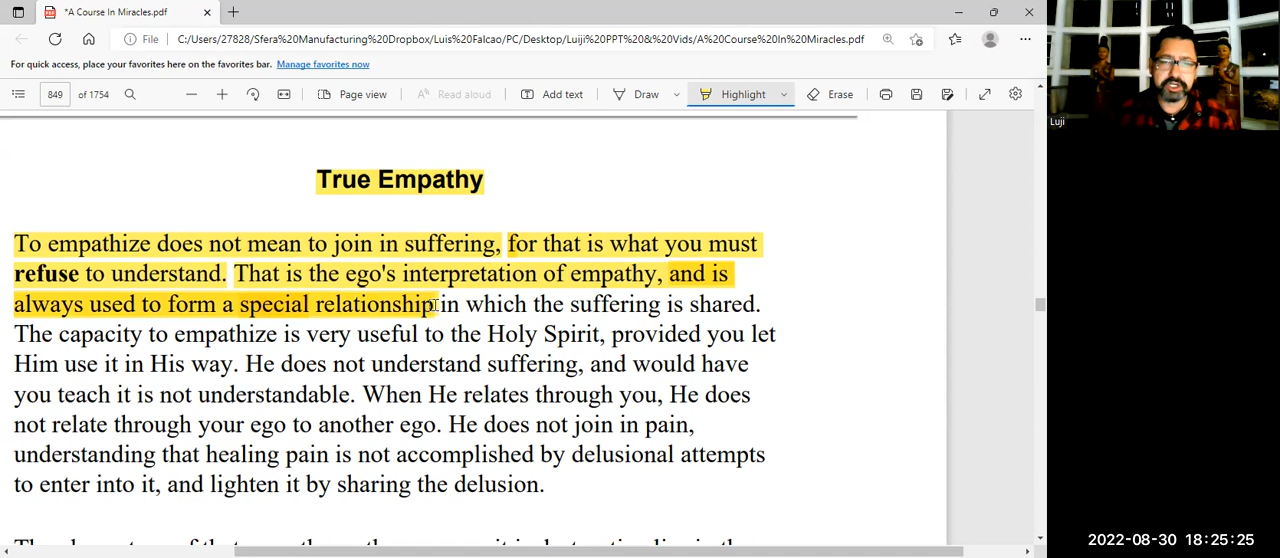 *A Course In Miracles.pdf
File C:/Users/27828/Sfera%20Manufacturing%20Dropbox/Luis%20Falcao/PC/Desktop/Luiji%20PPT%20&%20Vids/A%20Course%20In%20Miracles.pdf
For quick access, place your favorites here on the favorites bar. Manage favorites now
849 of 1754 Page view Read aloud Add text Draw Highlight Erase
Luji
True Empathy
To empathize does not mean to join in suffering, for that is what you must
refuse to understand. That is the ego's interpretation of empathy, and is
always used to form a special relationship in which the suffering is shared.
The capacity to empathize is very useful to the Holy Spirit, provided you let
Him use it in His way. He does not understand suffering, and would have
you teach it is not understandable. When He relates through you, He does
not relate through your ego to another ego. He does not join in pain,
understanding that healing pain is not accomplished by delusional attempts
to enter into it, and lighten it by sharing the delusion.
2022-08-30 18:25:25